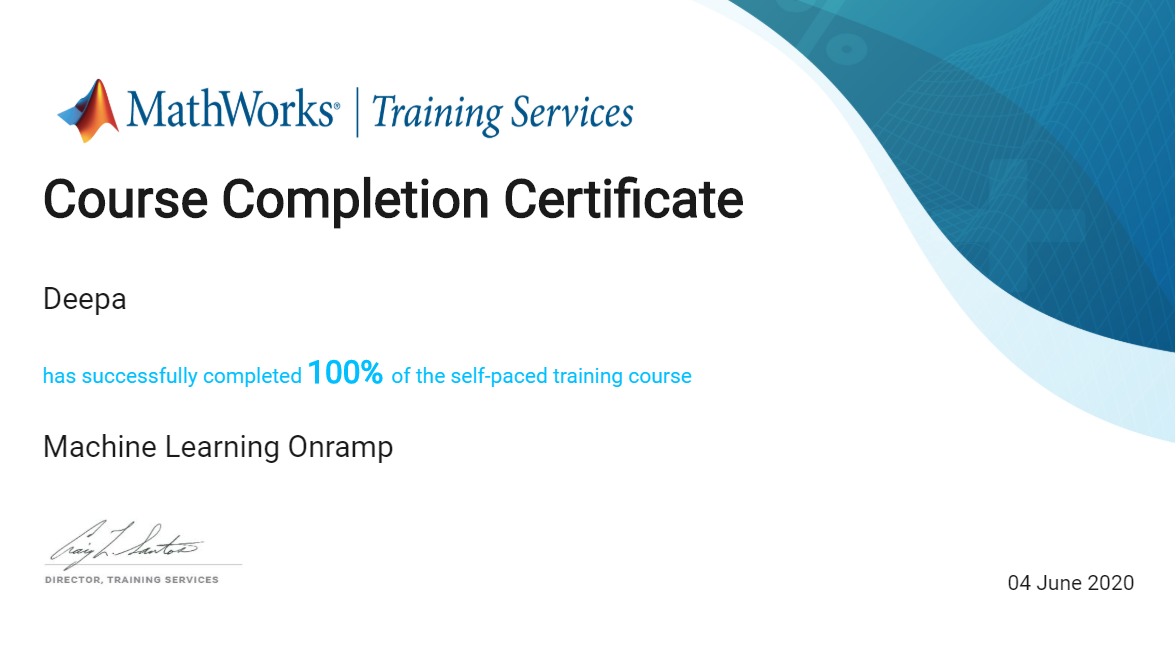 MathWorks® | Training Services
Course Completion Certificate
Deepa
has successfully completed 100% of the self-paced training course
Machine Learning Onramp
Craig L. Santos
DIRECTOR, TRAINING SERVICES
04 June 2020